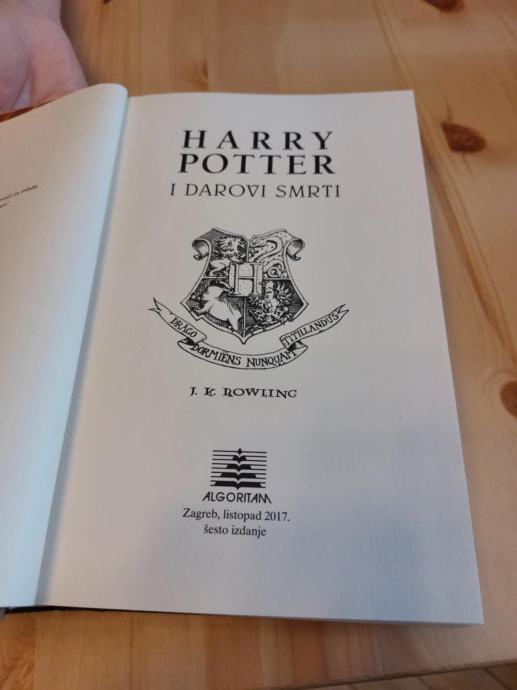 HARRY
POTTER
I DAROVI SMRTI
DRACO
DORMIENS NUNQUAM
TITILLANDUS
J. K. ROWLING
ALGORITAM
Zagreb, listopad 2017.
šesto izdanje